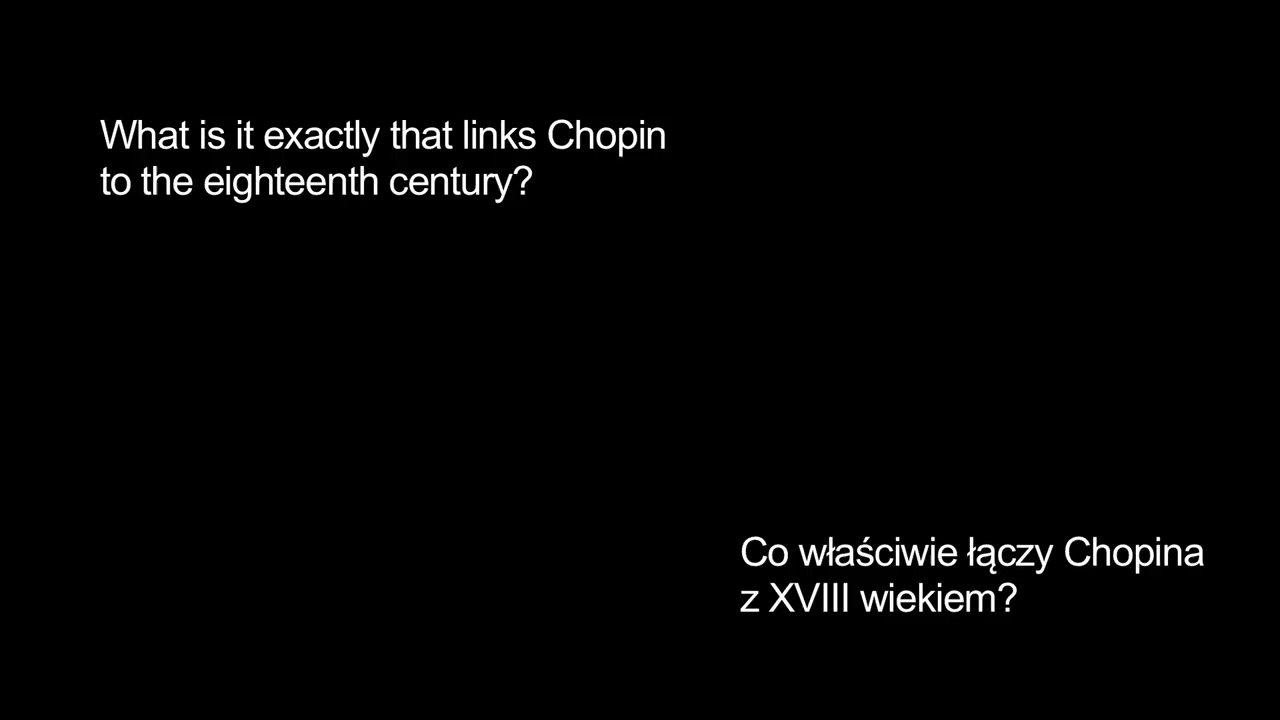 What is it exactly that links Chopin
to the eighteenth century?
Co właściwie łączy Chopina
z XVIII wiekiem?